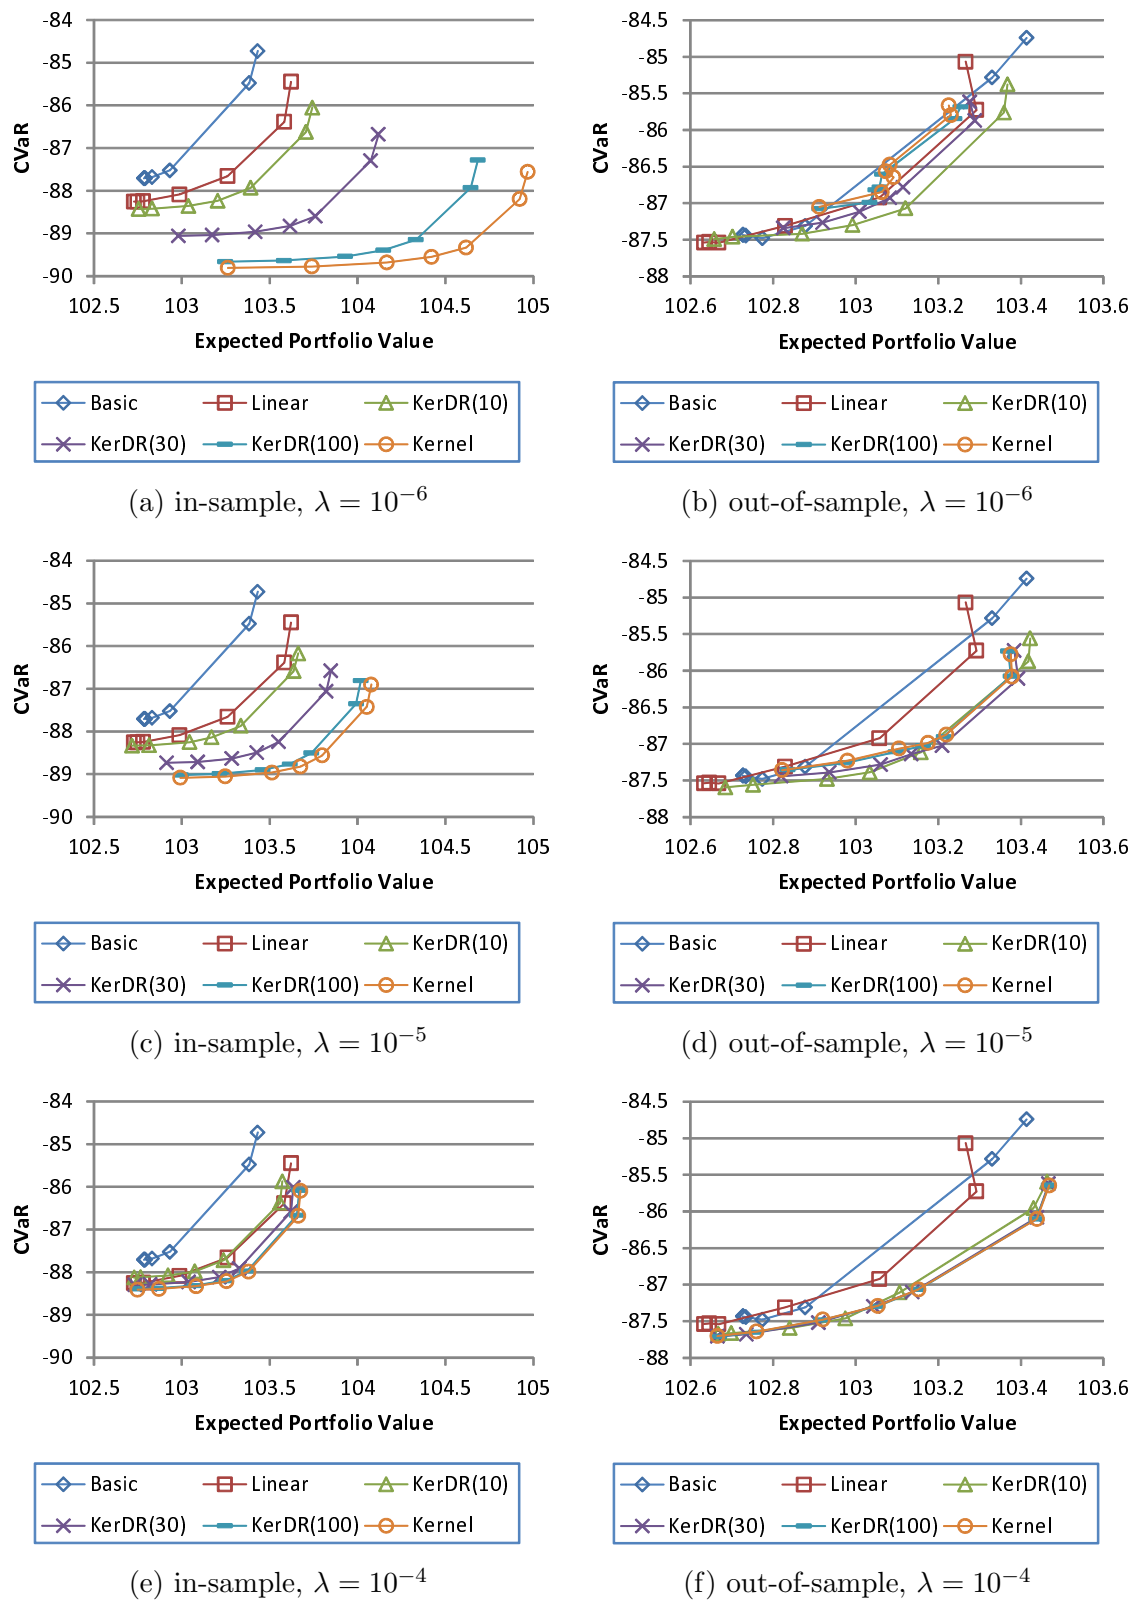 -84
-85
-86
-87
-88
-89
-90
CVaR
102.5 103 103.5 104 104.5 105
Expected Portfolio Value
Basic Linear KerDR(10)
KerDR(30) KerDR(100) Kernel
(a) in-sample, λ = 10⁻⁶
-84.5
-85
-85.5
-86
-86.5
-87
-87.5
-88
CVaR
102.6 102.8 103 103.2 103.4 103.6
Expected Portfolio Value
Basic Linear KerDR(10)
KerDR(30) KerDR(100) Kernel
(b) out-of-sample, λ = 10⁻⁶
-84
-85
-86
-87
-88
-89
-90
CVaR
102.5 103 103.5 104 104.5 105
Expected Portfolio Value
Basic Linear KerDR(10)
KerDR(30) KerDR(100) Kernel
(c) in-sample, λ = 10⁻⁵
-84.5
-85
-85.5
-86
-86.5
-87
-87.5
-88
CVaR
102.6 102.8 103 103.2 103.4 103.6
Expected Portfolio Value
Basic Linear KerDR(10)
KerDR(30) KerDR(100) Kernel
(d) out-of-sample, λ = 10⁻⁵
-84
-85
-86
-87
-88
-89
-90
CVaR
102.5 103 103.5 104 104.5 105
Expected Portfolio Value
Basic Linear KerDR(10)
KerDR(30) KerDR(100) Kernel
(e) in-sample, λ = 10⁻⁴
-84.5
-85
-85.5
-86
-86.5
-87
-87.5
-88
CVaR
102.6 102.8 103 103.2 103.4 103.6
Expected Portfolio Value
Basic Linear KerDR(10)
KerDR(30) KerDR(100) Kernel
(f) out-of-sample, λ = 10⁻⁴